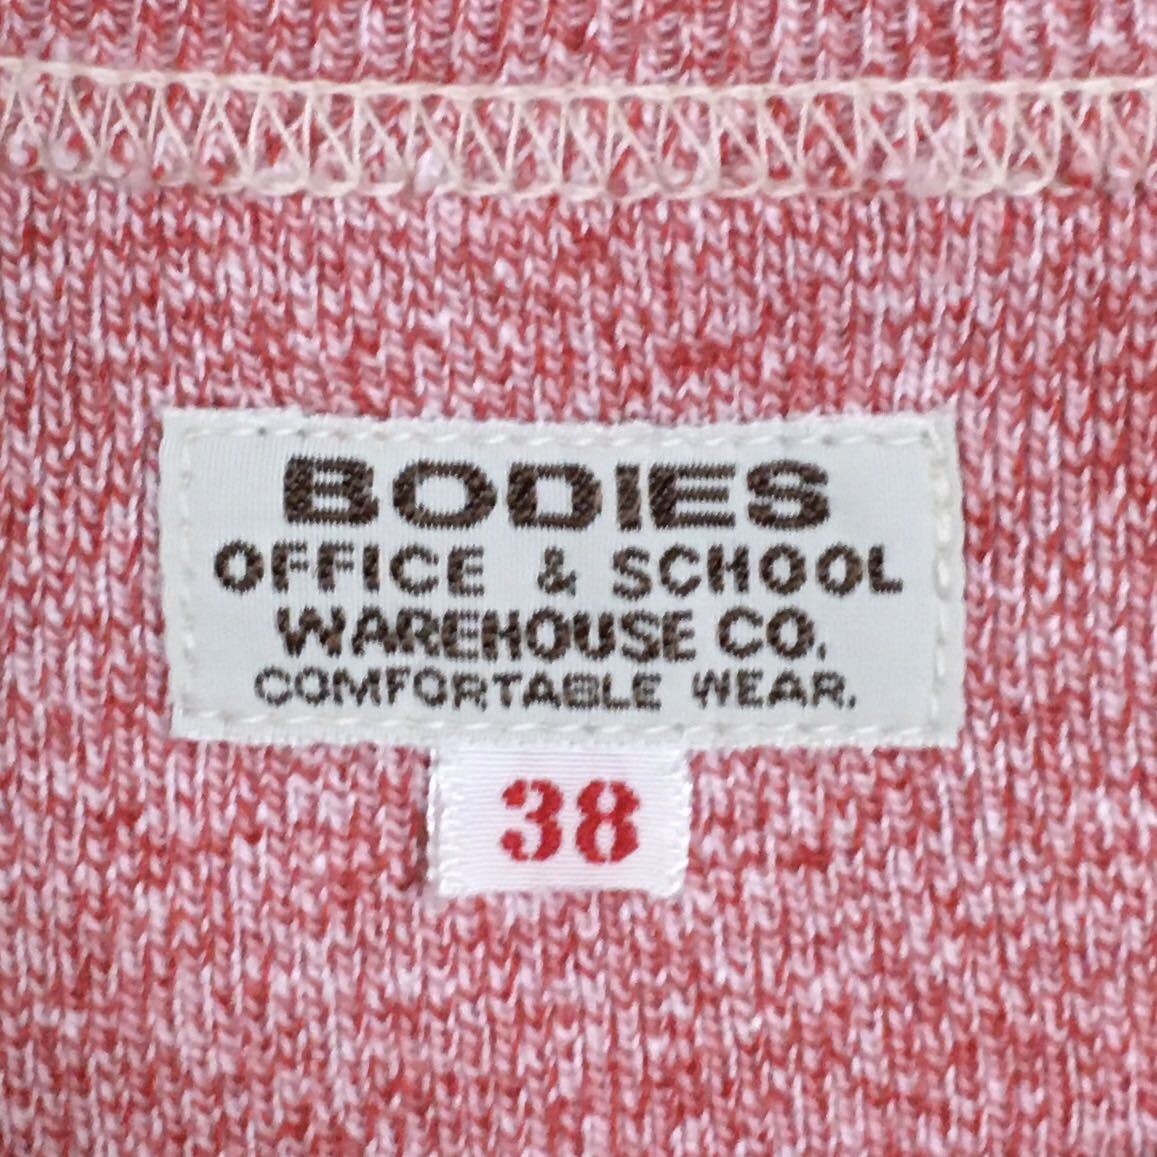 BODIES
OFFICE & SCHOOL
WAREHOUSE CO.
COMFORTABLE WEAR.
38